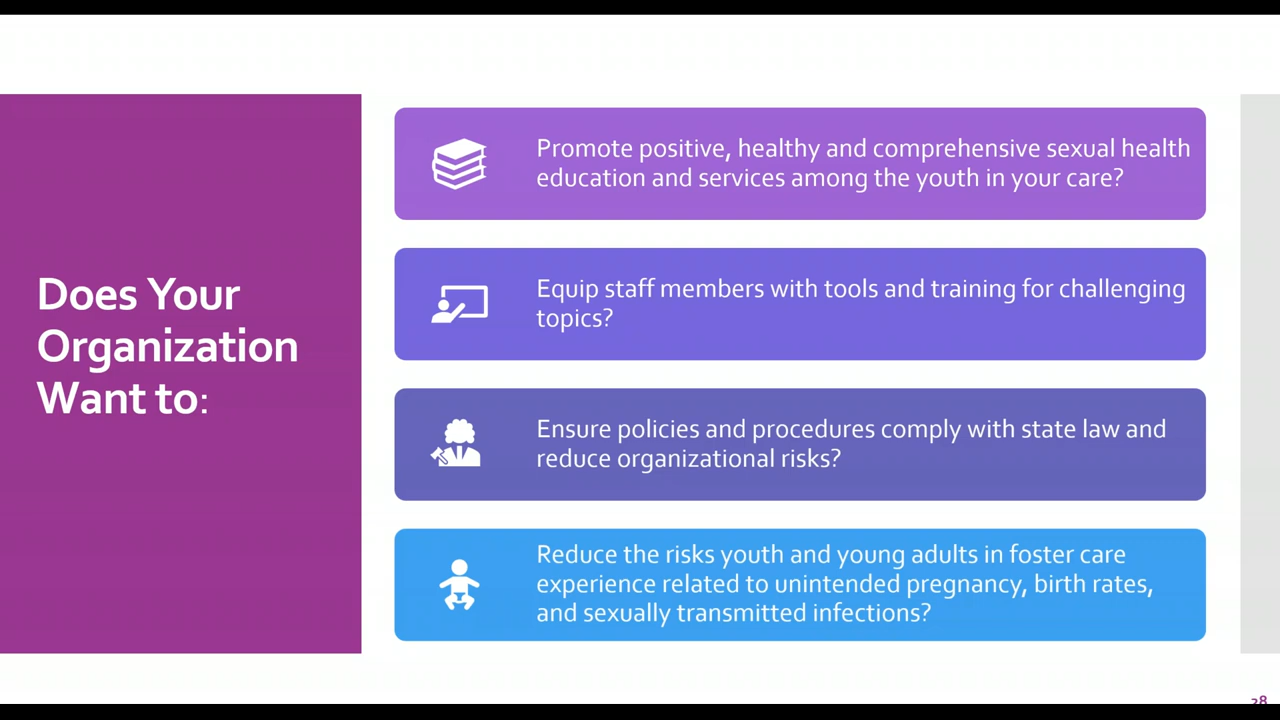 Does Your
Organization
Want to:
Promote positive, healthy and comprehensive sexual health
education and services among the youth in your care?
Equip staff members with tools and training for challenging
topics?
Ensure policies and procedures comply with state law and
reduce organizational risks?
Reduce the risks youth and young adults in foster care
experience related to unintended pregnancy, birth rates,
and sexually transmitted infections?
28